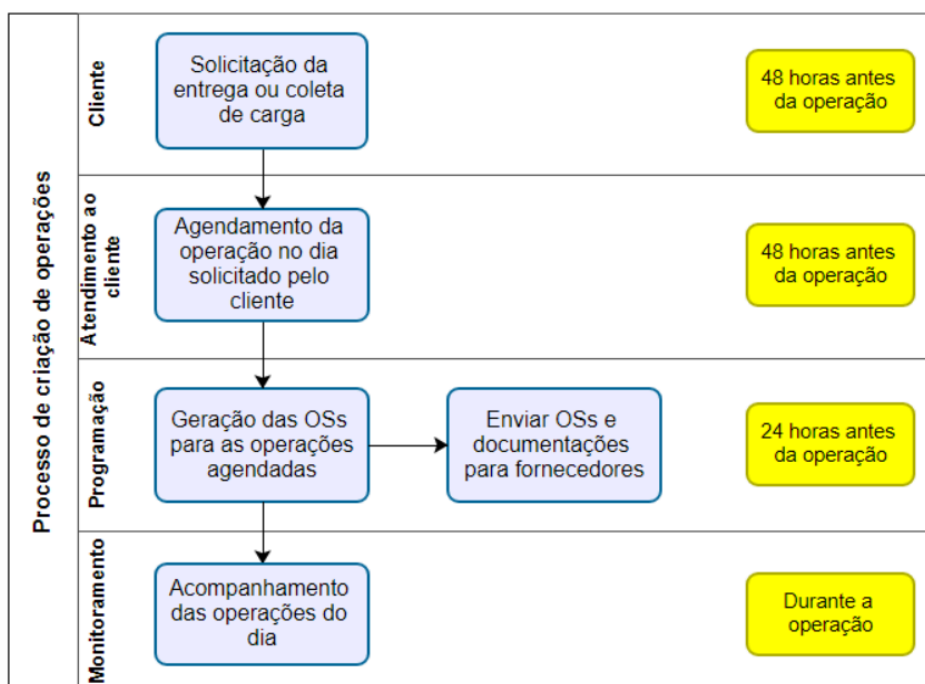 Processo de criação de operações
Cliente
Solicitação da
entrega ou coleta
de carga
48 horas antes
da operação
Atendimento ao
cliente
Agendamento da
operação no dia
solicitado pelo
cliente
48 horas antes
da operação
Programação
Geração das OSs
para as operações
agendadas
Enviar OSs e
documentações
para fornecedores
24 horas antes
da operação
Monitoramento
Acompanhamento
das operações do
dia
Durante a
operação